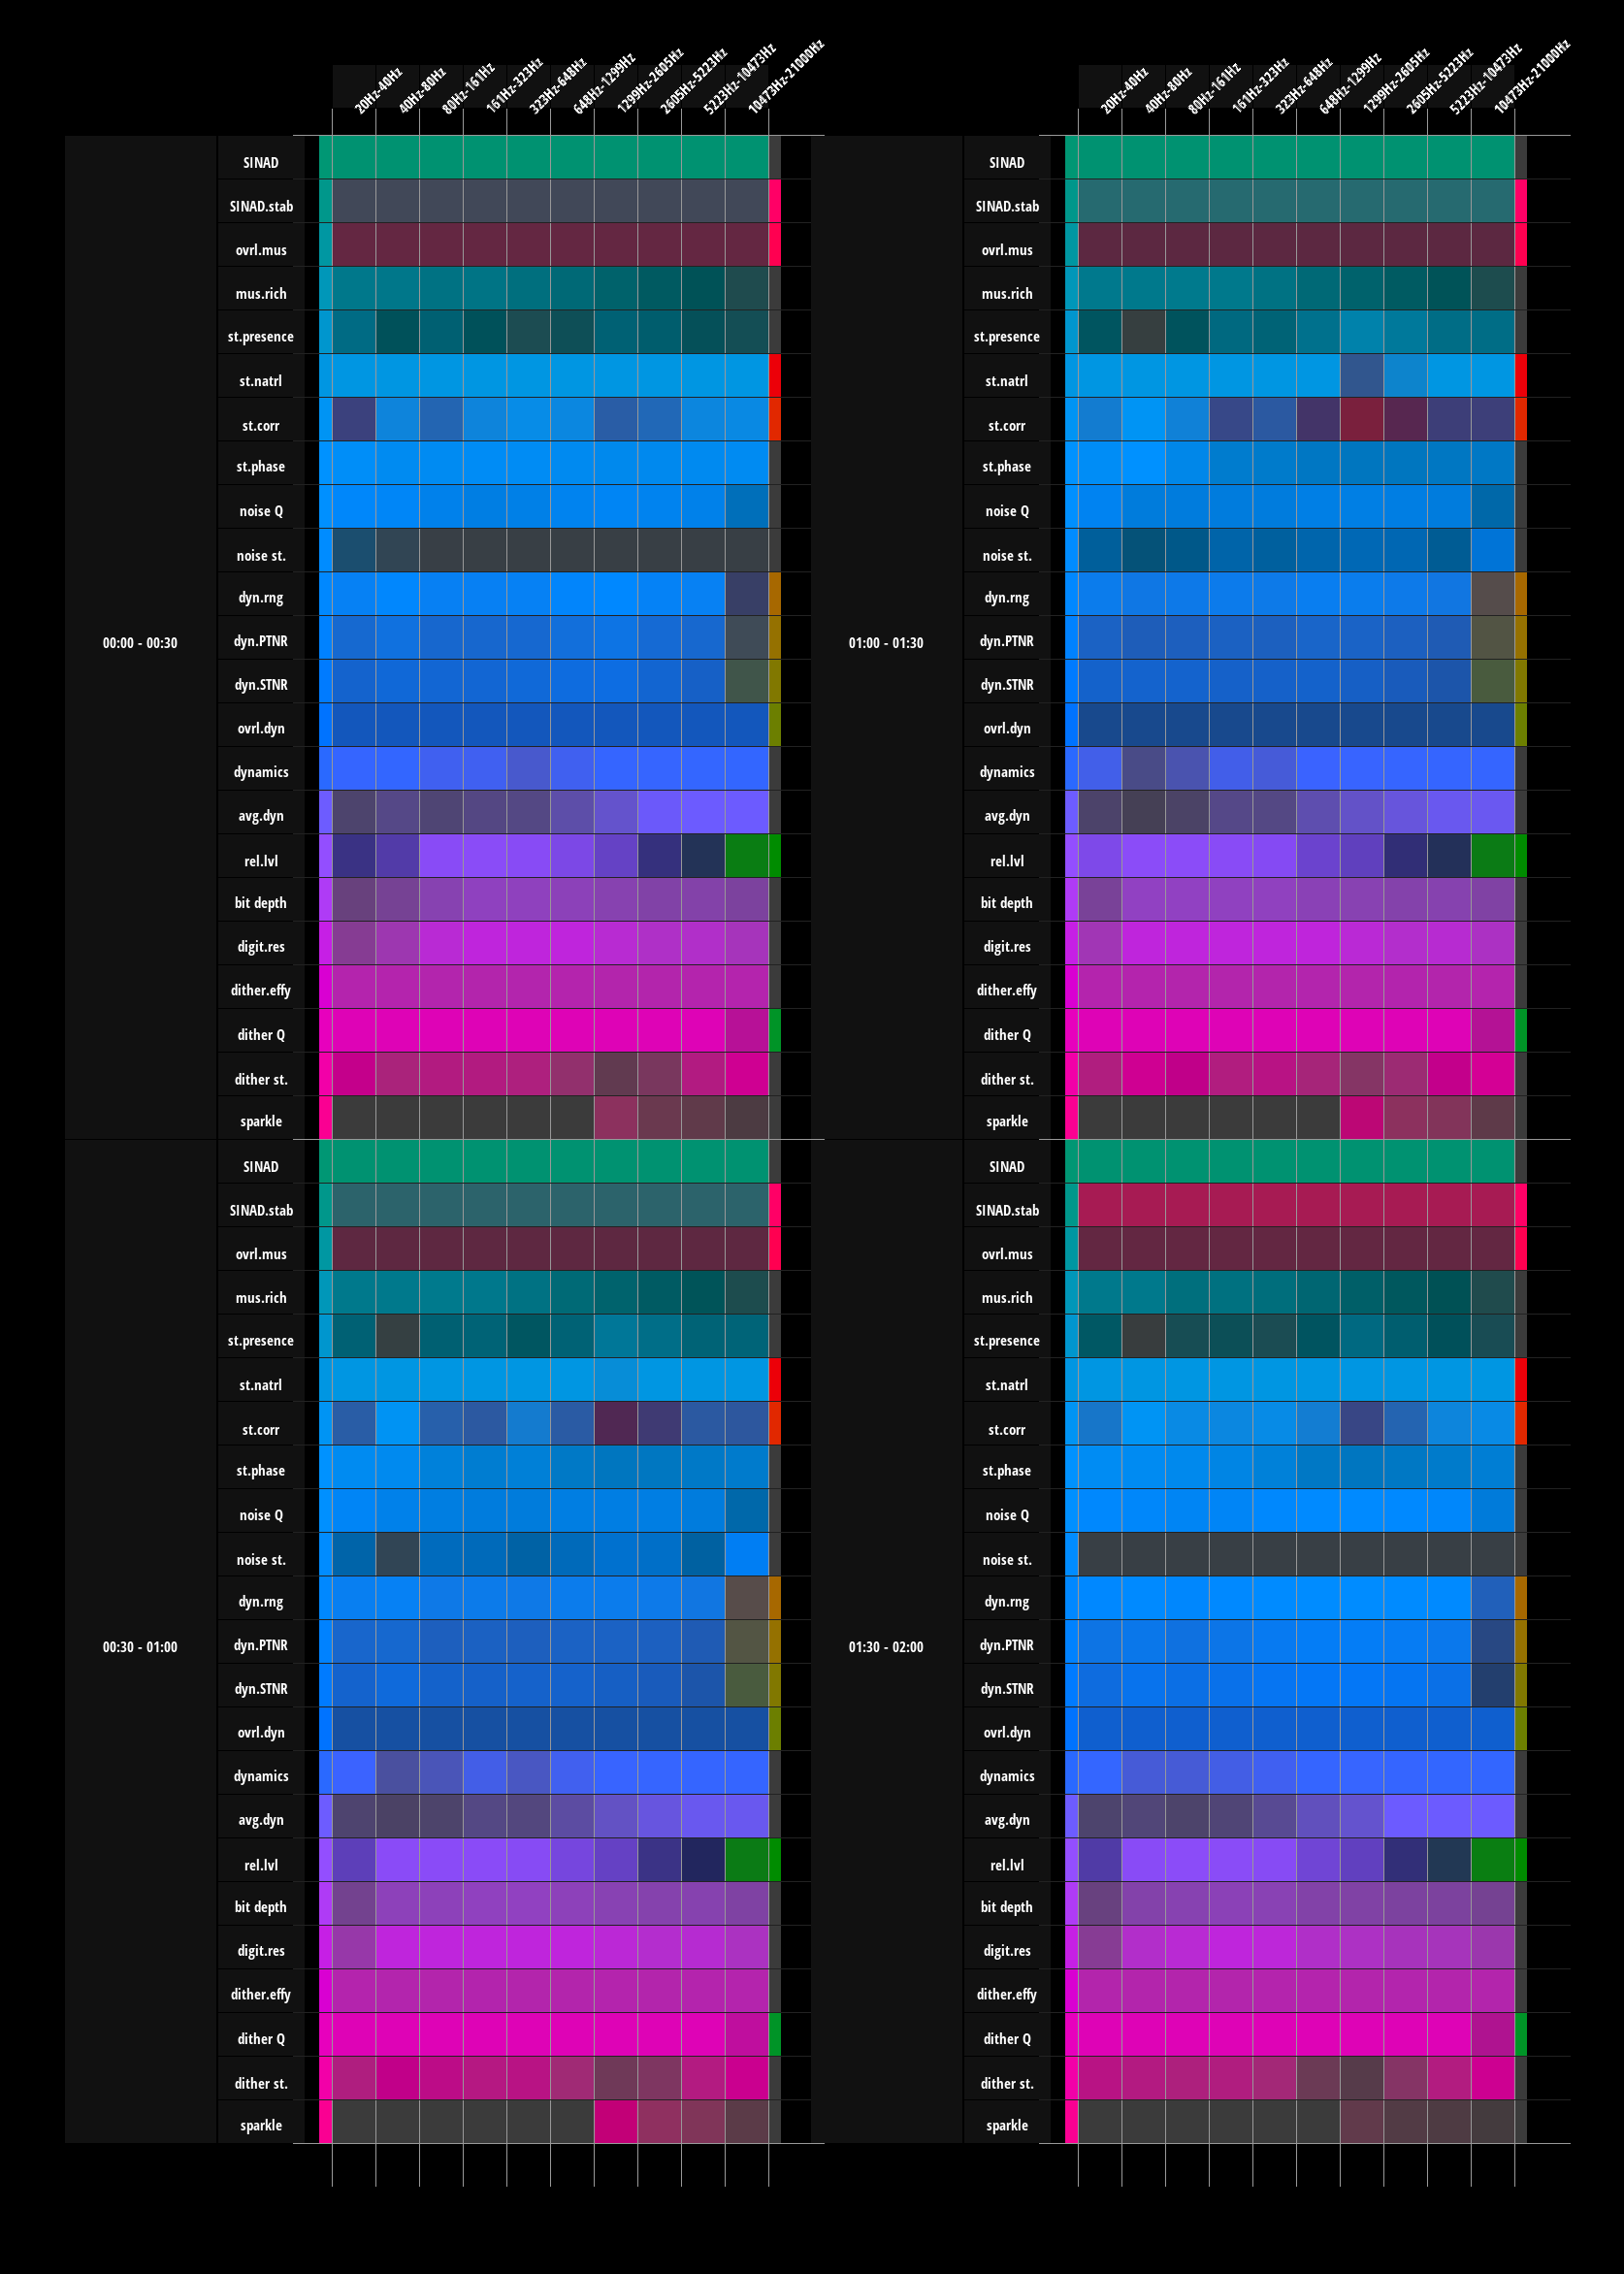 20Hz-40Hz
40Hz-80Hz
80Hz-161Hz
161Hz-323Hz
323Hz-648Hz
648Hz-1299Hz
1299Hz-2605Hz
2605Hz-5223Hz
5223Hz-10473Hz
10473Hz-21000Hz
00:00 - 00:30
SINAD
SINAD.stab
ovrl.mus
mus.rich
st.presence
st.natrl
st.corr
st.phase
noise Q
noise st.
dyn.rng
dyn.PTNR
dyn.STNR
ovrl.dyn
dynamics
avg.dyn
rel.lvl
bit depth
digit.res
dither.effy
dither Q
dither st.
sparkle
00:30 - 01:00
SINAD
SINAD.stab
ovrl.mus
mus.rich
st.presence
st.natrl
st.corr
st.phase
noise Q
noise st.
dyn.rng
dyn.PTNR
dyn.STNR
ovrl.dyn
dynamics
avg.dyn
rel.lvl
bit depth
digit.res
dither.effy
dither Q
dither st.
sparkle
20Hz-40Hz
40Hz-80Hz
80Hz-161Hz
161Hz-323Hz
323Hz-648Hz
648Hz-1299Hz
1299Hz-2605Hz
2605Hz-5223Hz
5223Hz-10473Hz
10473Hz-21000Hz
01:00 - 01:30
SINAD
SINAD.stab
ovrl.mus
mus.rich
st.presence
st.natrl
st.corr
st.phase
noise Q
noise st.
dyn.rng
dyn.PTNR
dyn.STNR
ovrl.dyn
dynamics
avg.dyn
rel.lvl
bit depth
digit.res
dither.effy
dither Q
dither st.
sparkle
01:30 - 02:00
SINAD
SINAD.stab
ovrl.mus
mus.rich
st.presence
st.natrl
st.corr
st.phase
noise Q
noise st.
dyn.rng
dyn.PTNR
dyn.STNR
ovrl.dyn
dynamics
avg.dyn
rel.lvl
bit depth
digit.res
dither.effy
dither Q
dither st.
sparkle